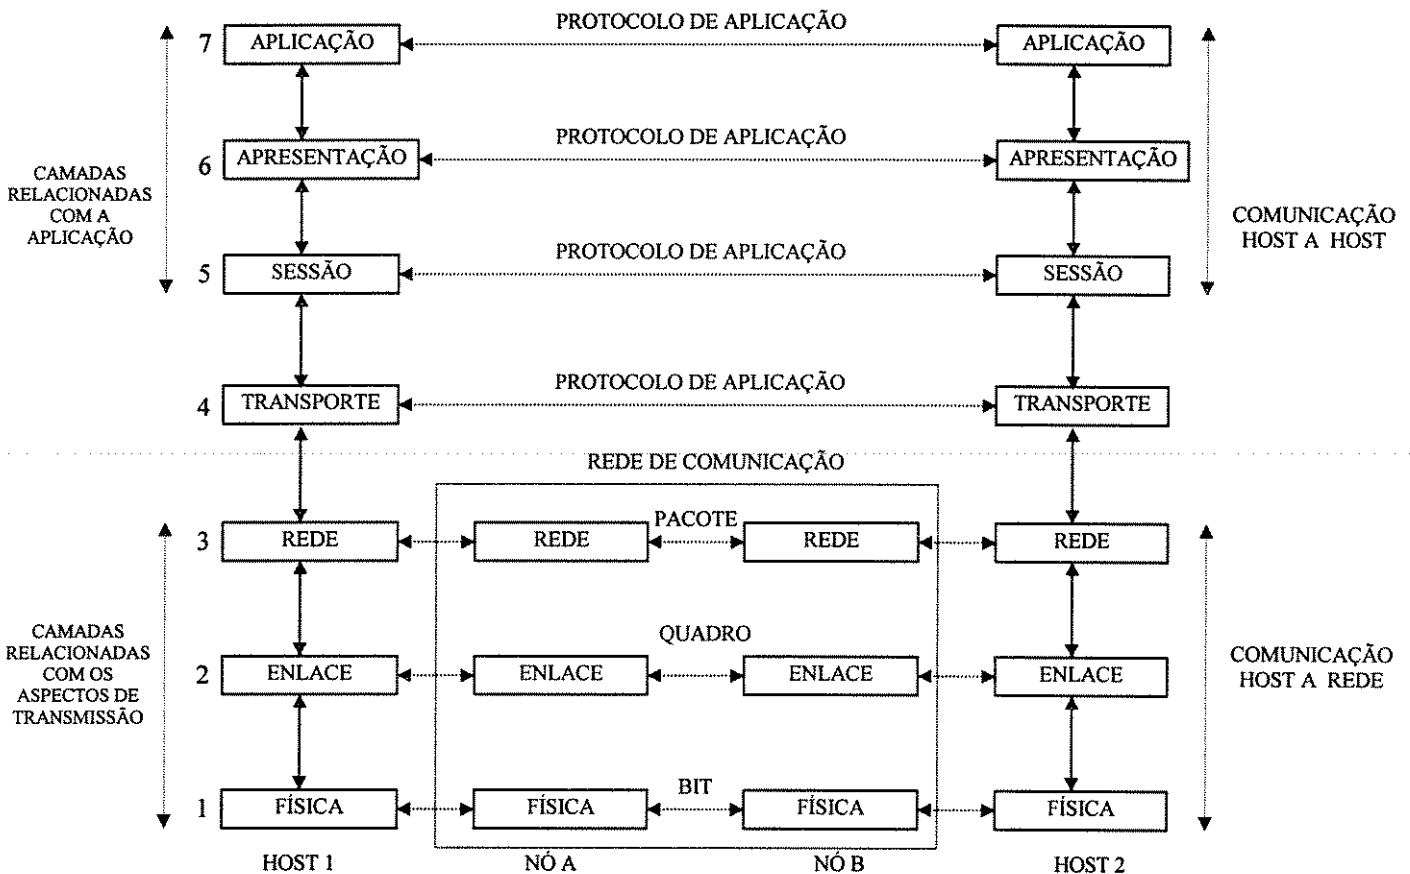 PROTOCOLO DE APLICAÇÃO
7
APLICAÇÃO
APLICAÇÃO
PROTOCOLO DE APLICAÇÃO
6
APRESENTAÇÃO
APRESENTAÇÃO
CAMADAS
RELACIONADAS
COM A
APLICAÇÃO
COMUNICAÇÃO
HOST A HOST
PROTOCOLO DE APLICAÇÃO
5
SESSÃO
SESSÃO
PROTOCOLO DE APLICAÇÃO
4
TRANSPORTE
TRANSPORTE
REDE DE COMUNICAÇÃO
PACOTE
3
REDE
REDE
REDE
REDE
CAMADAS
RELACIONADAS
COM OS
ASPECTOS DE
TRANSMISSÃO
QUADRO
2
ENLACE
ENLACE
ENLACE
ENLACE
COMUNICAÇÃO
HOST A REDE
BIT
1
FÍSICA
FÍSICA
FÍSICA
FÍSICA
HOST 1
NÓ A
NÓ B
HOST 2